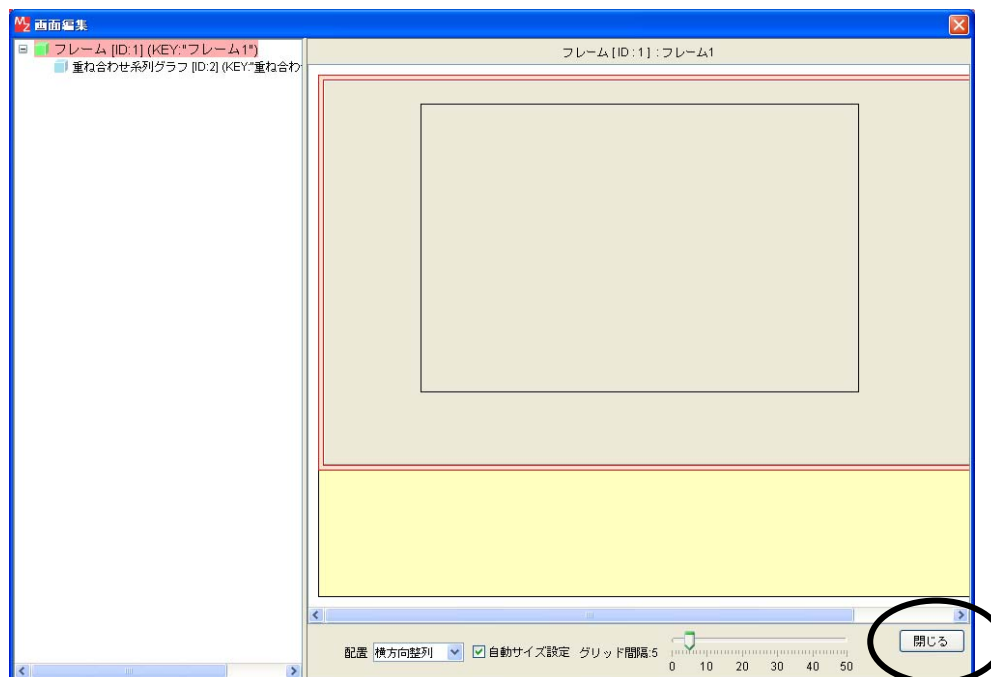 画面編集
フレーム [ID:1] (KEY:"フレーム1")
重ね合わせ系列グラフ [ID:2] (KEY:"重ね合わ
フレーム [ID:1] : フレーム1
配置 横方向整列 自動サイズ設定 グリッド間隔:5
0 10 20 30 40 50
閉じる